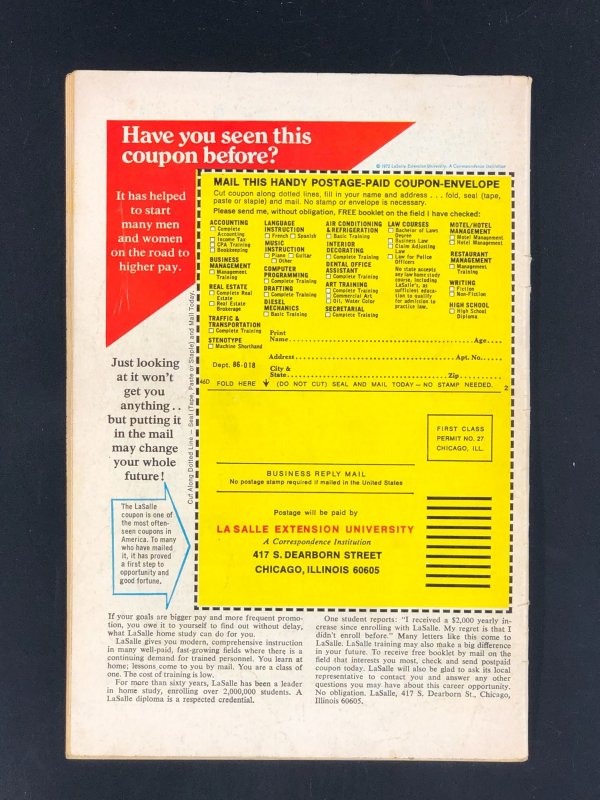 Have you seen this
coupon before?
© 1972 LaSalle Extension University, A Correspondence Institution
It has helped
to start
many men
and women
on the road to
higher pay.
MAIL THIS HANDY POSTAGE-PAID COUPON-ENVELOPE
Cut coupon along dotted lines, fill in your name and address . . . fold, seal (tape,
paste or staple) and mail. No stamp or envelope is necessary.
Please send me, without obligation, FREE booklet on the field I have checked:
ACCOUNTING
Complete
Accounting
Income Tax
CPA Training
Bookkeeping
BUSINESS
MANAGEMENT
Management
Training
REAL ESTATE
Complete Real
Estate
Real Estate
Brokerage
TRAFFIC &
TRANSPORTATION
Complete Training
STENOTYPE
Machine Shorthand
LANGUAGE
INSTRUCTION
French Spanish
MUSIC
INSTRUCTION
Piano Guitar
Other
COMPUTER
PROGRAMMING
Complete Training
DRAFTING
Complete Training
DIESEL
MECHANICS
Basic Training
AIR CONDITIONING
& REFRIGERATION
Basic Training
INTERIOR
DECORATING
Complete Training
DENTAL OFFICE
ASSISTANT
Complete Training
ART TRAINING
Complete Training
Commercial Art
Oil, Water Color
SECRETARIAL
Complete Training
LAW COURSES
Bachelor of Laws
Degree
Business Law
Claim Adjusting
Law
Law for Police
Officers
No state accepts
any law home
study course, including
LaSalle's, as
sufficient educa-
tion to qualify
for admission to
practice law.
MOTEL/HOTEL
MANAGEMENT
Motel Management
Hotel Management
RESTAURANT
MANAGEMENT
Management
Training
WRITING
Fiction
Non-Fiction
HIGH SCHOOL
High School
Diploma
Print
Name........ Age....
Address........ Apt. No.....
Dept. 86-018
City &
State........ Zip........
46D FOLD HERE ↓ (DO NOT CUT) SEAL AND MAIL TODAY — NO STAMP NEEDED. 2
Cut Along Dotted Line — Seal (Tape, Paste or Staple) and Mail Today.
Just looking
at it won't
get you
anything . .
but putting it
in the mail
may change
your whole
future!
The LaSalle
coupon is one of
the most often-
seen coupons in
America. To many
who have mailed
it, it has proved
a first step to
opportunity and
good fortune.
FIRST CLASS
PERMIT NO. 27
CHICAGO, ILL.
BUSINESS REPLY MAIL
No postage stamp required if mailed in the United States
Postage will be paid by
LA SALLE EXTENSION UNIVERSITY
A Correspondence Institution
417 S. DEARBORN STREET
CHICAGO, ILLINOIS 60605
If your goals are bigger pay and more frequent promo-
tion, you owe it to yourself to find out without delay,
what LaSalle home study can do for you.
LaSalle gives you modern, comprehensive instruction
in many well-paid, fast-growing fields where there is a
continuing demand for trained personnel. You learn at
home; lessons come to you by mail. You are a class of
one. The cost of training is low.
For more than sixty years, LaSalle has been a leader
in home study, enrolling over 2,000,000 students. A
LaSalle diploma is a respected credential.
One student reports: "I received a $2,000 yearly in-
crease since enrolling with LaSalle. My regret is that I
didn't enroll before." Many letters like this come to
LaSalle. LaSalle training may also make a big difference
in your future. To receive free booklet by mail on the
field that interests you most, check and send postpaid
coupon today. LaSalle will also be glad to ask its local
representative to contact you and answer any other
questions you may have about this career opportunity.
No obligation. LaSalle, 417 S. Dearborn St., Chicago,
Illinois 60605.